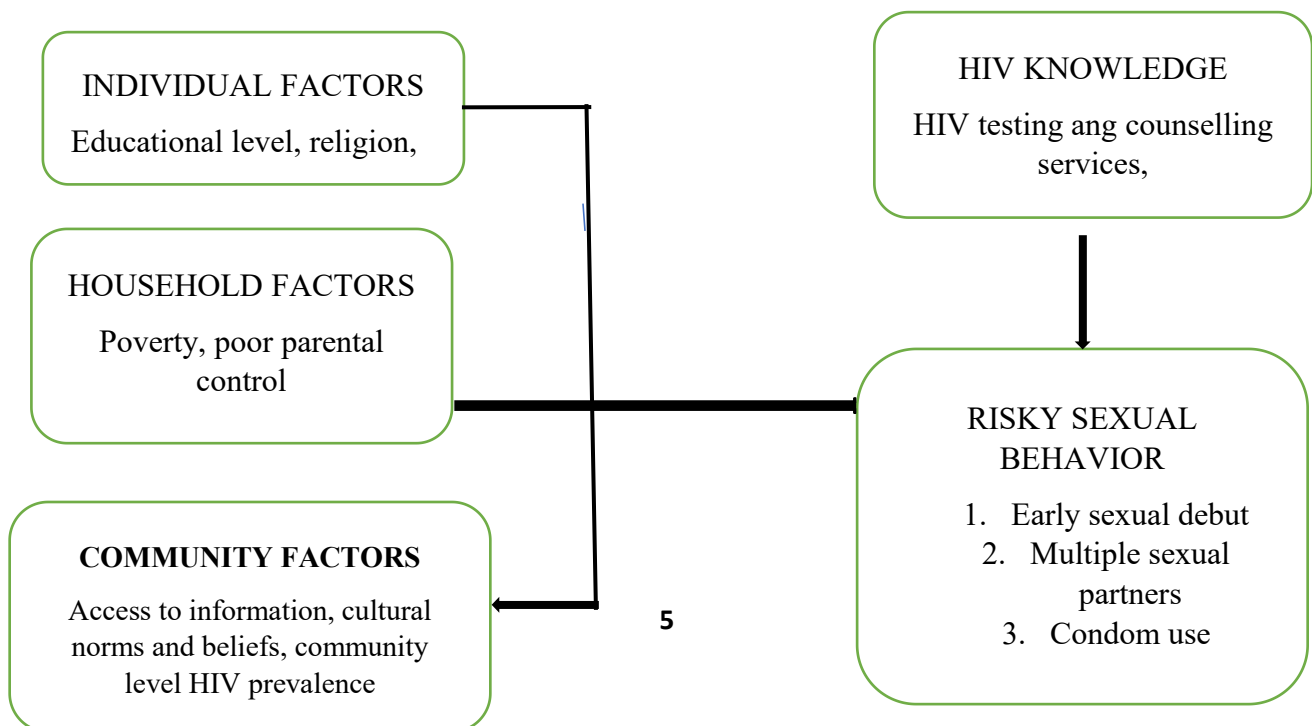 INDIVIDUAL FACTORS
Educational level, religion,
HOUSEHOLD FACTORS
Poverty, poor parental
control
COMMUNITY FACTORS
Access to information, cultural
norms and beliefs, community
level HIV prevalence
HIV KNOWLEDGE
HIV testing ang counselling
services,
RISKY SEXUAL
BEHAVIOR
1. Early sexual debut
2. Multiple sexual
partners
3. Condom use
5